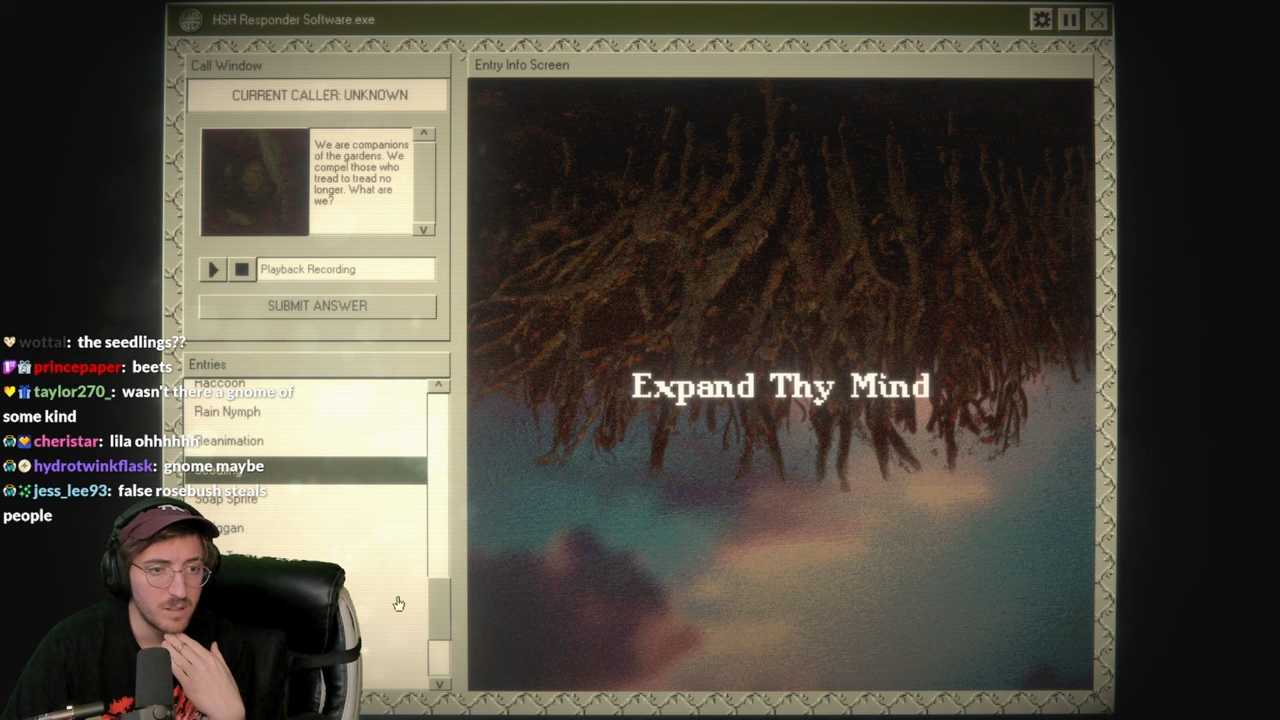 HSH Responder Software.exe
Call Window
CURRENT CALLER: UNKNOWN
We are companions
of the gardens. We
compel those who
tread to tread no
longer. What are
we?
Playback Recording
SUBMIT ANSWER
Entries
Raccoon
Rain Nymph
Reanimation
Soap Sprite
Entry Info Screen
Expand Thy Mind
wottal: the seedlings??
princepaper: beets
taylor270_: wasn't there a gnome of
some kind
cheristar: lila ohhhhhh
hydrotwinkflask: gnome maybe
jess_lee93: false rosebush steals
people